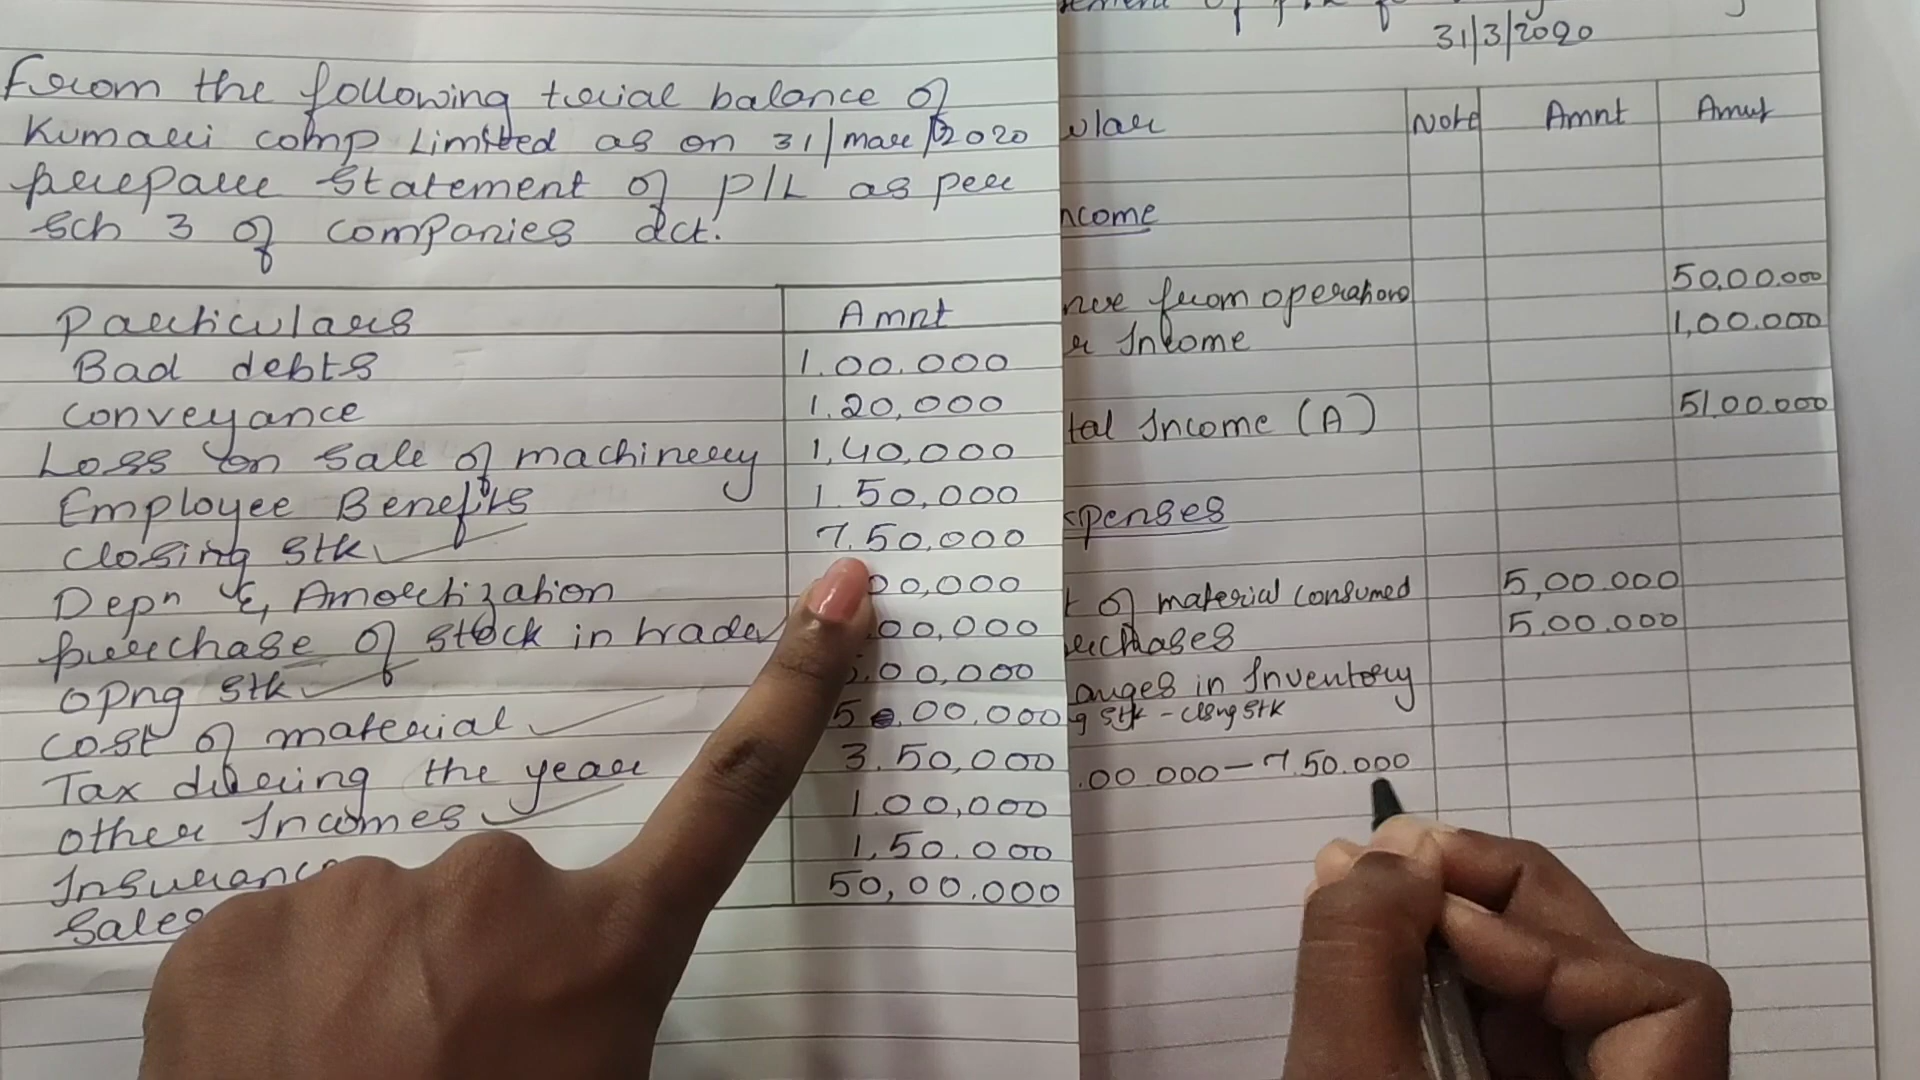 From the following trial balance of
Kumari comp Limited as on 31/mar/2020
prepare Statement of P/L as per
Sch 3 of companies Act.
Particulars Amnt
Bad debts 1.00.000
conveyance 1.20,000
Loss on sale of machinery 1,40,000
Employee Benefits 1.50,000
closing stk 7.50,000
Depn & Amortization 00,000
purchase of stock in trade 00,000
opng stk .00,000
cost of material 5.00,000
Tax during the year 3.50,000
other Incomes 1.00,000
Insuranc 1,50.000
Sales 50,00.000
31/3/2020
ular Note Amnt Amnt
ncome
nue from operations 50,00.000
r Income 1,00.000
tal Income (A) 51,00.000
xpenses
t of material consumed 5,00.000
urchases 5.00.000
anges in Inventory
g stk - clsng stk
.00 000 - 7.50.000